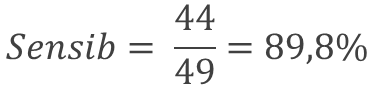 Sensib = 44/49 = 89,8%